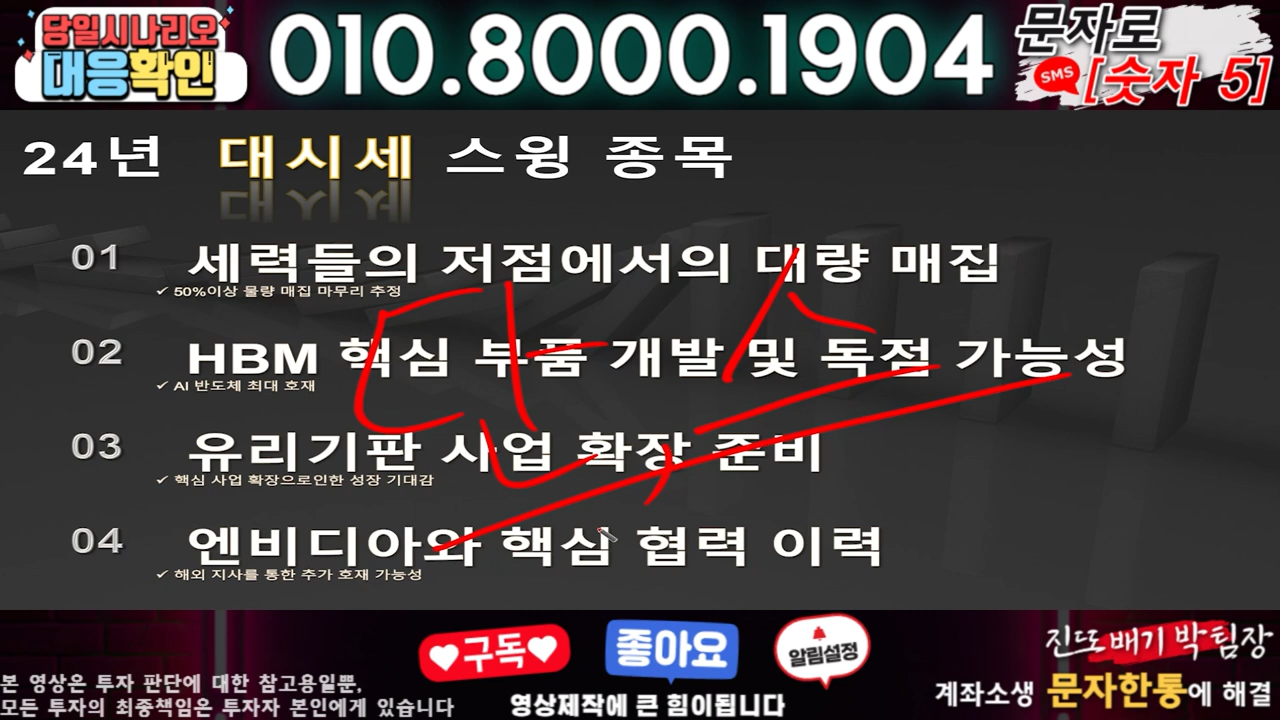 당일시나리오
대응확인
010.8000.1904
문자로
SMS [숫자 5]
24년 대시세 스윙 종목
01 세력들의 저점에서의 대량 매집
✓ 50%이상 물량 매집 마무리 추정
02 HBM 핵심 부품 개발 및 독점 가능성
✓ AI 반도체 최대 호재
03 유리기판 사업 확장 준비
✓ 핵심 사업 확장으로인한 성장 기대감
04 엔비디아와 핵심 협력 이력
✓ 해외 지사를 통한 추가 호재 가능성
단, 스
구독
좋아요
알림설정
영상제작에 큰 힘이됩니다
본 영상은 투자 판단에 대한 참고용일뿐,
모든 투자의 최종책임은 투자자 본인에게 있습니다
진또배기 박팀장
계좌소생 문자한통에 해결